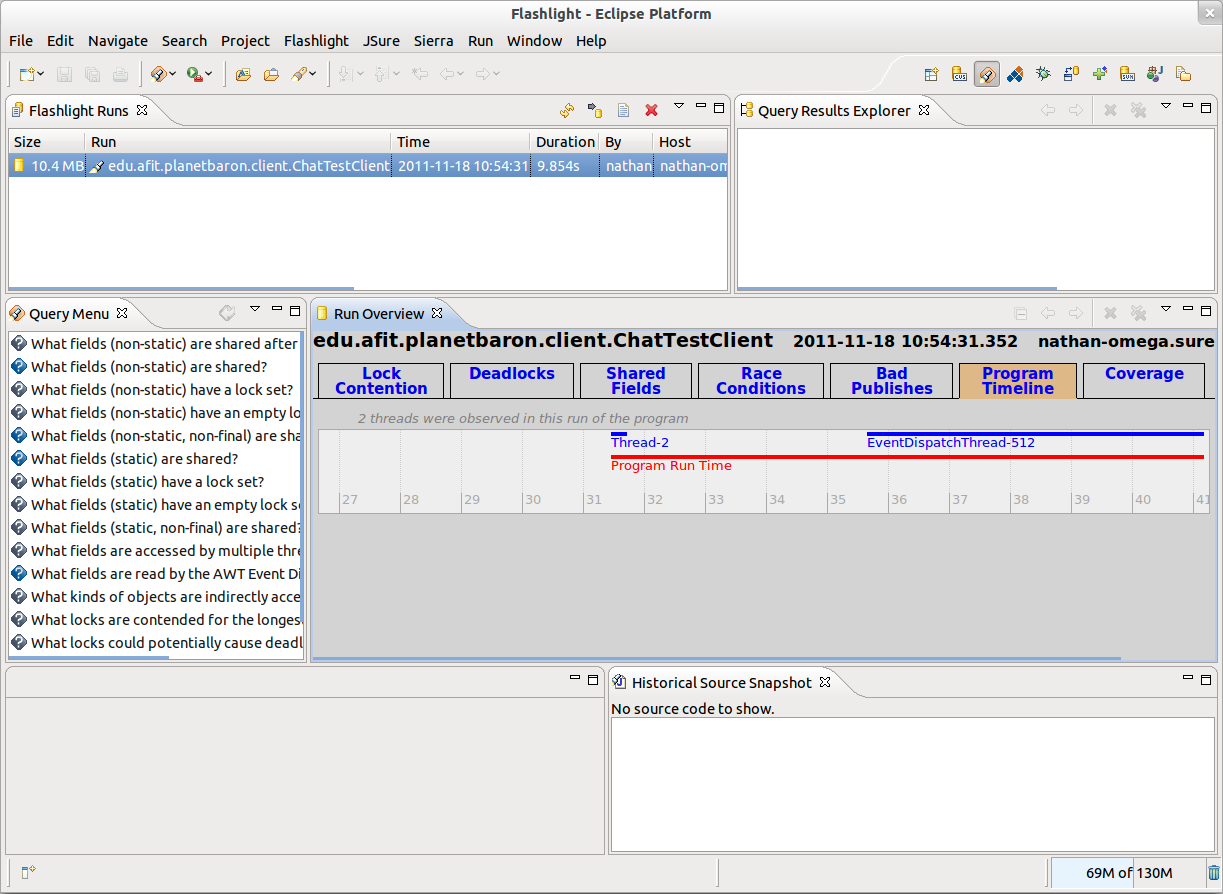 Flashlight - Eclipse Platform
File Edit Navigate Search Project Flashlight JSure Sierra Run Window Help
Flashlight Runs
Size Run Time Duration By Host
10.4 MB edu.afit.planetbaron.client.ChatTestClient 2011-11-18 10:54:31 9.854s nathan nathan-om
Query Results Explorer
Query Menu
What fields (non-static) are shared after
What fields (non-static) are shared?
What fields (non-static) have a lock set?
What fields (non-static) have an empty lo
What fields (non-static, non-final) are sha
What fields (static) are shared?
What fields (static) have a lock set?
What fields (static) have an empty lock s
What fields (static, non-final) are shared?
What fields are accessed by multiple thre
What fields are read by the AWT Event Di
What kinds of objects are indirectly acce
What locks are contended for the longes
What locks could potentially cause deadl
Run Overview
edu.afit.planetbaron.client.ChatTestClient 2011-11-18 10:54:31.352 nathan-omega.sure
Lock Contention
Deadlocks
Shared Fields
Race Conditions
Bad Publishes
Program Timeline
Coverage
2 threads were observed in this run of the program
Thread-2 EventDispatchThread-512
Program Run Time
27 28 29 30 31 32 33 34 35 36 37 38 39 40 41
Historical Source Snapshot
No source code to show.
69M of 130M